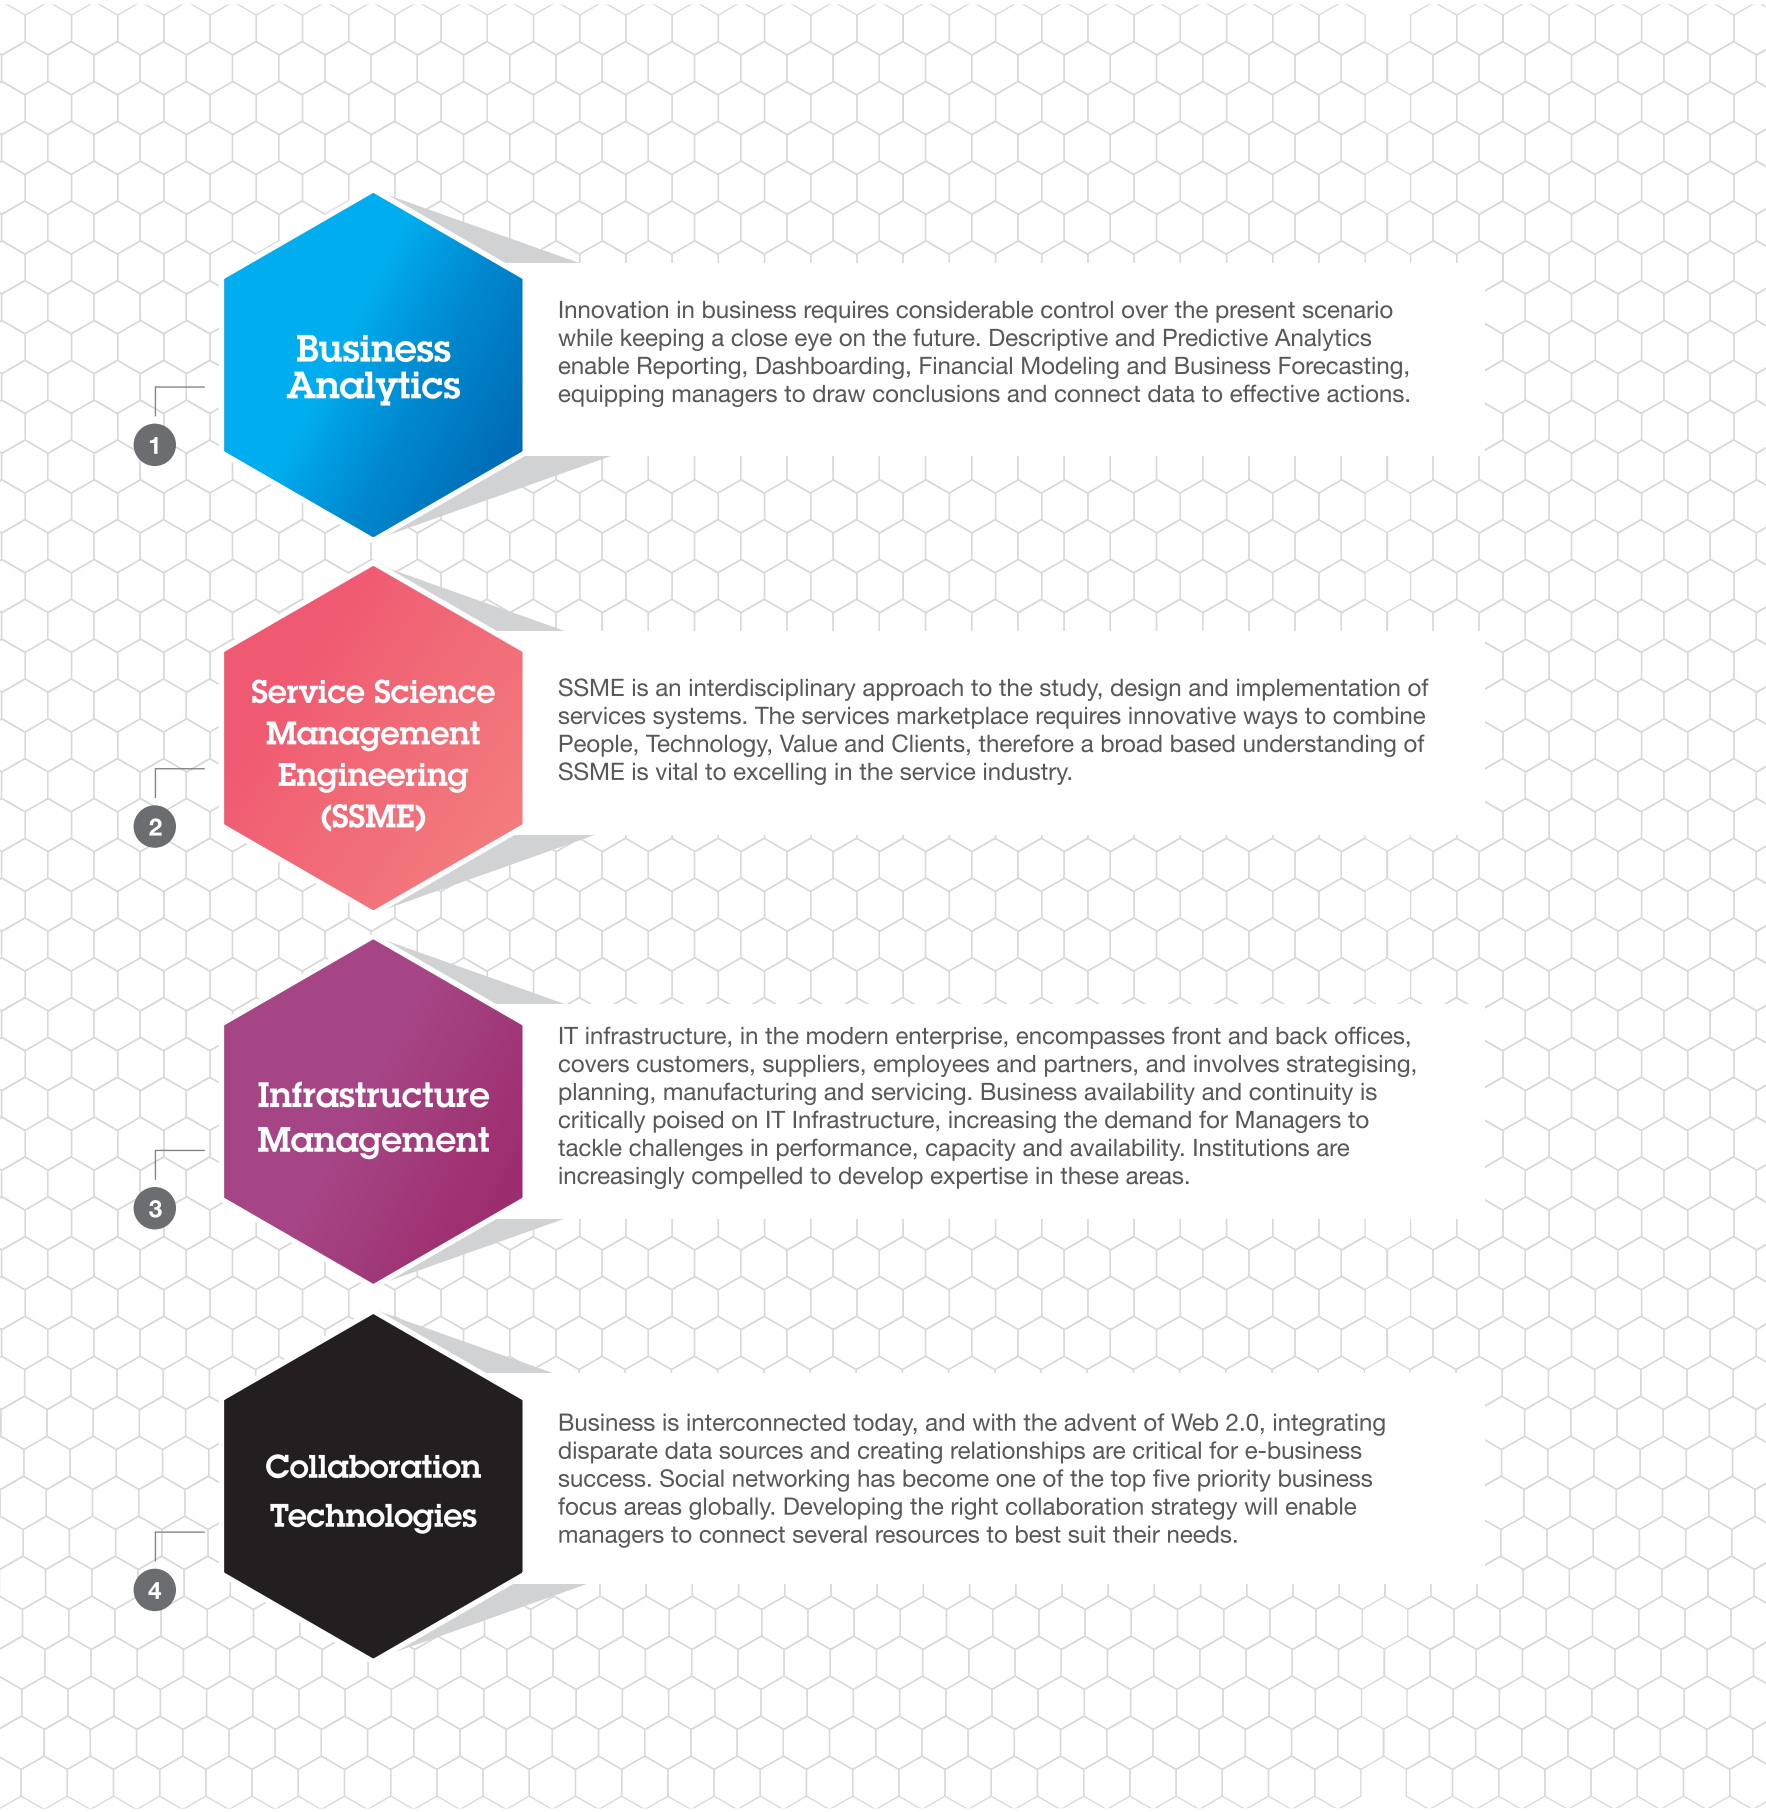 Business
Analytics
1
Innovation in business requires considerable control over the present scenario
while keeping a close eye on the future. Descriptive and Predictive Analytics
enable Reporting, Dashboarding, Financial Modeling and Business Forecasting,
equipping managers to draw conclusions and connect data to effective actions.
Service Science
Management
Engineering
(SSME)
2
SSME is an interdisciplinary approach to the study, design and implementation of
services systems. The services marketplace requires innovative ways to combine
People, Technology, Value and Clients, therefore a broad based understanding of
SSME is vital to excelling in the service industry.
Infrastructure
Management
3
IT infrastructure, in the modern enterprise, encompasses front and back offices,
covers customers, suppliers, employees and partners, and involves strategising,
planning, manufacturing and servicing. Business availability and continuity is
critically poised on IT Infrastructure, increasing the demand for Managers to
tackle challenges in performance, capacity and availability. Institutions are
increasingly compelled to develop expertise in these areas.
Collaboration
Technologies
4
Business is interconnected today, and with the advent of Web 2.0, integrating
disparate data sources and creating relationships are critical for e-business
success. Social networking has become one of the top five priority business
focus areas globally. Developing the right collaboration strategy will enable
managers to connect several resources to best suit their needs.